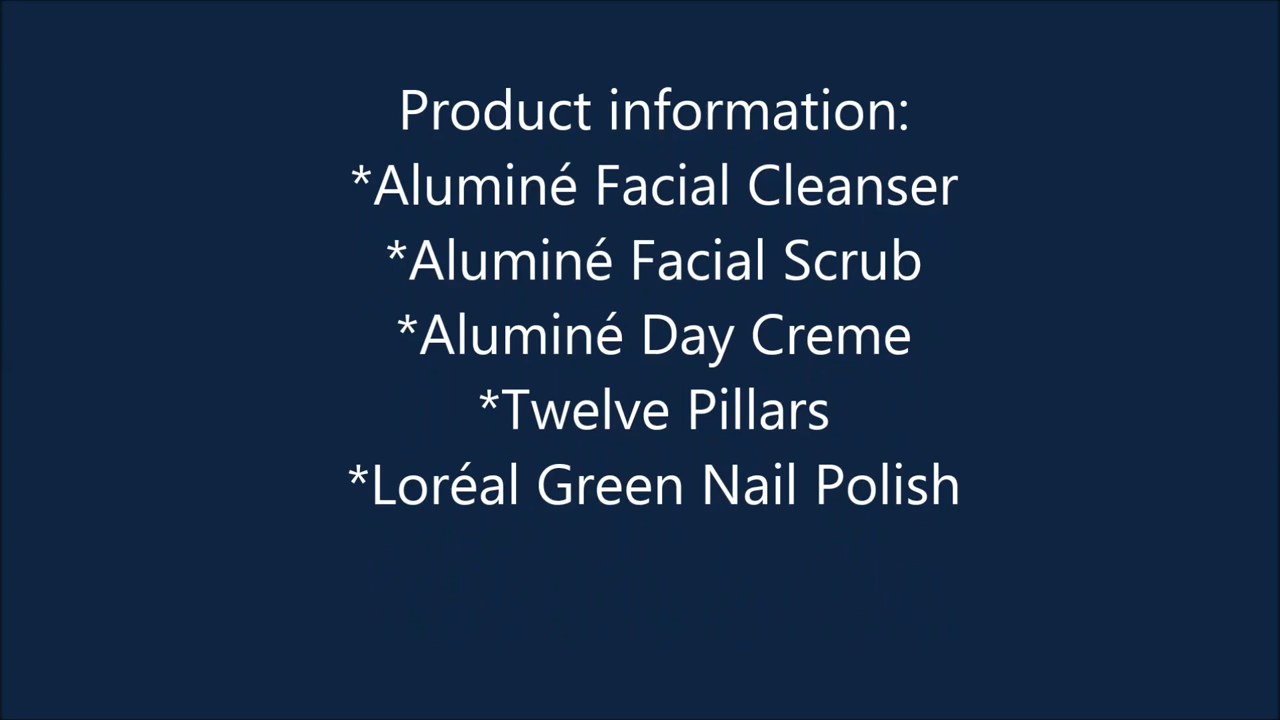 Product information:
*Aluminé Facial Cleanser
*Aluminé Facial Scrub
*Aluminé Day Creme
*Twelve Pillars
*Loréal Green Nail Polish